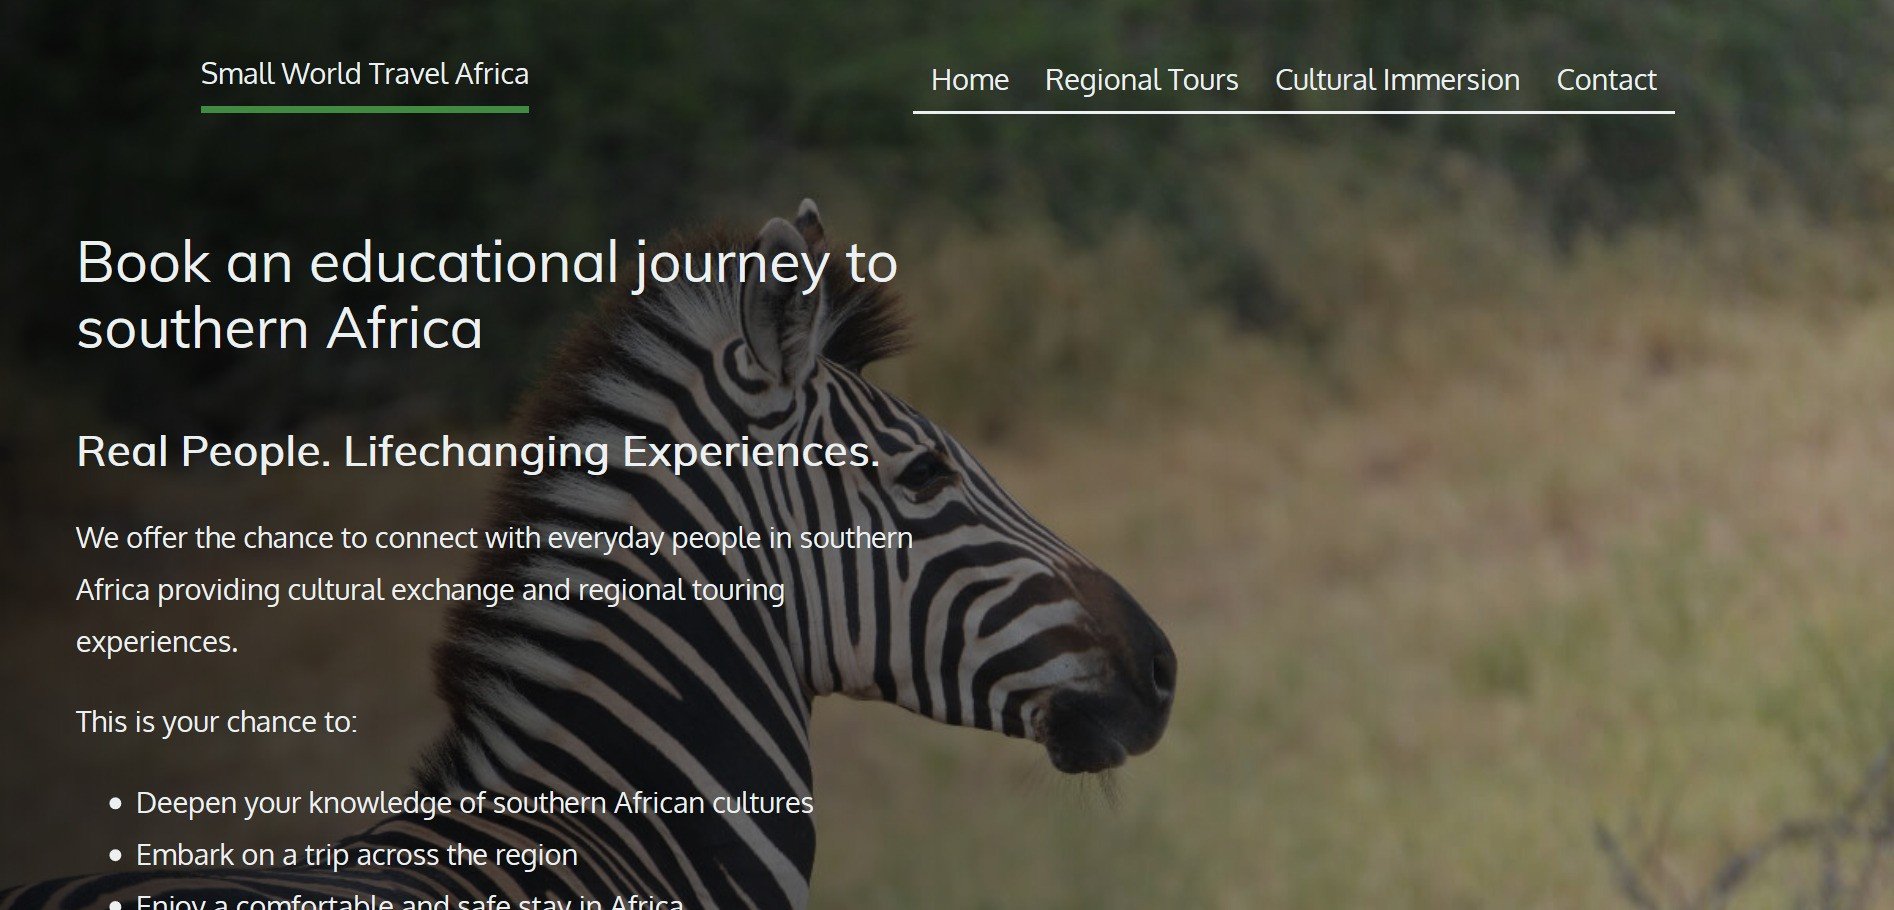 Small World Travel Africa
Home Regional Tours Cultural Immersion Contact
Book an educational journey to
southern Africa
Real People. Lifechanging Experiences.
We offer the chance to connect with everyday people in southern
Africa providing cultural exchange and regional touring
experiences.
This is your chance to:
• Deepen your knowledge of southern African cultures
• Embark on a trip across the region
• Enjoy a comfortable and safe stay in Africa